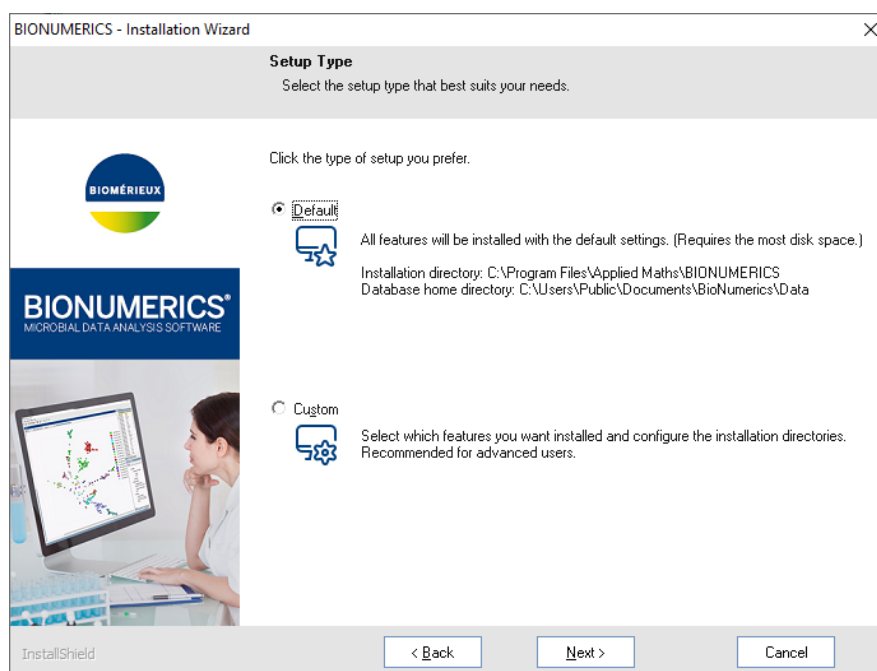 BIONUMERICS - Installation Wizard
Setup Type
Select the setup type that best suits your needs.
BIOMÉRIEUX
BIONUMERICS®
MICROBIAL DATA ANALYSIS SOFTWARE
Click the type of setup you prefer.
Default
All features will be installed with the default settings. (Requires the most disk space.)
Installation directory: C:\Program Files\Applied Maths\BIONUMERICS
Database home directory: C:\Users\Public\Documents\BioNumerics\Data
Custom
Select which features you want installed and configure the installation directories.
Recommended for advanced users.
InstallShield
< Back
Next >
Cancel